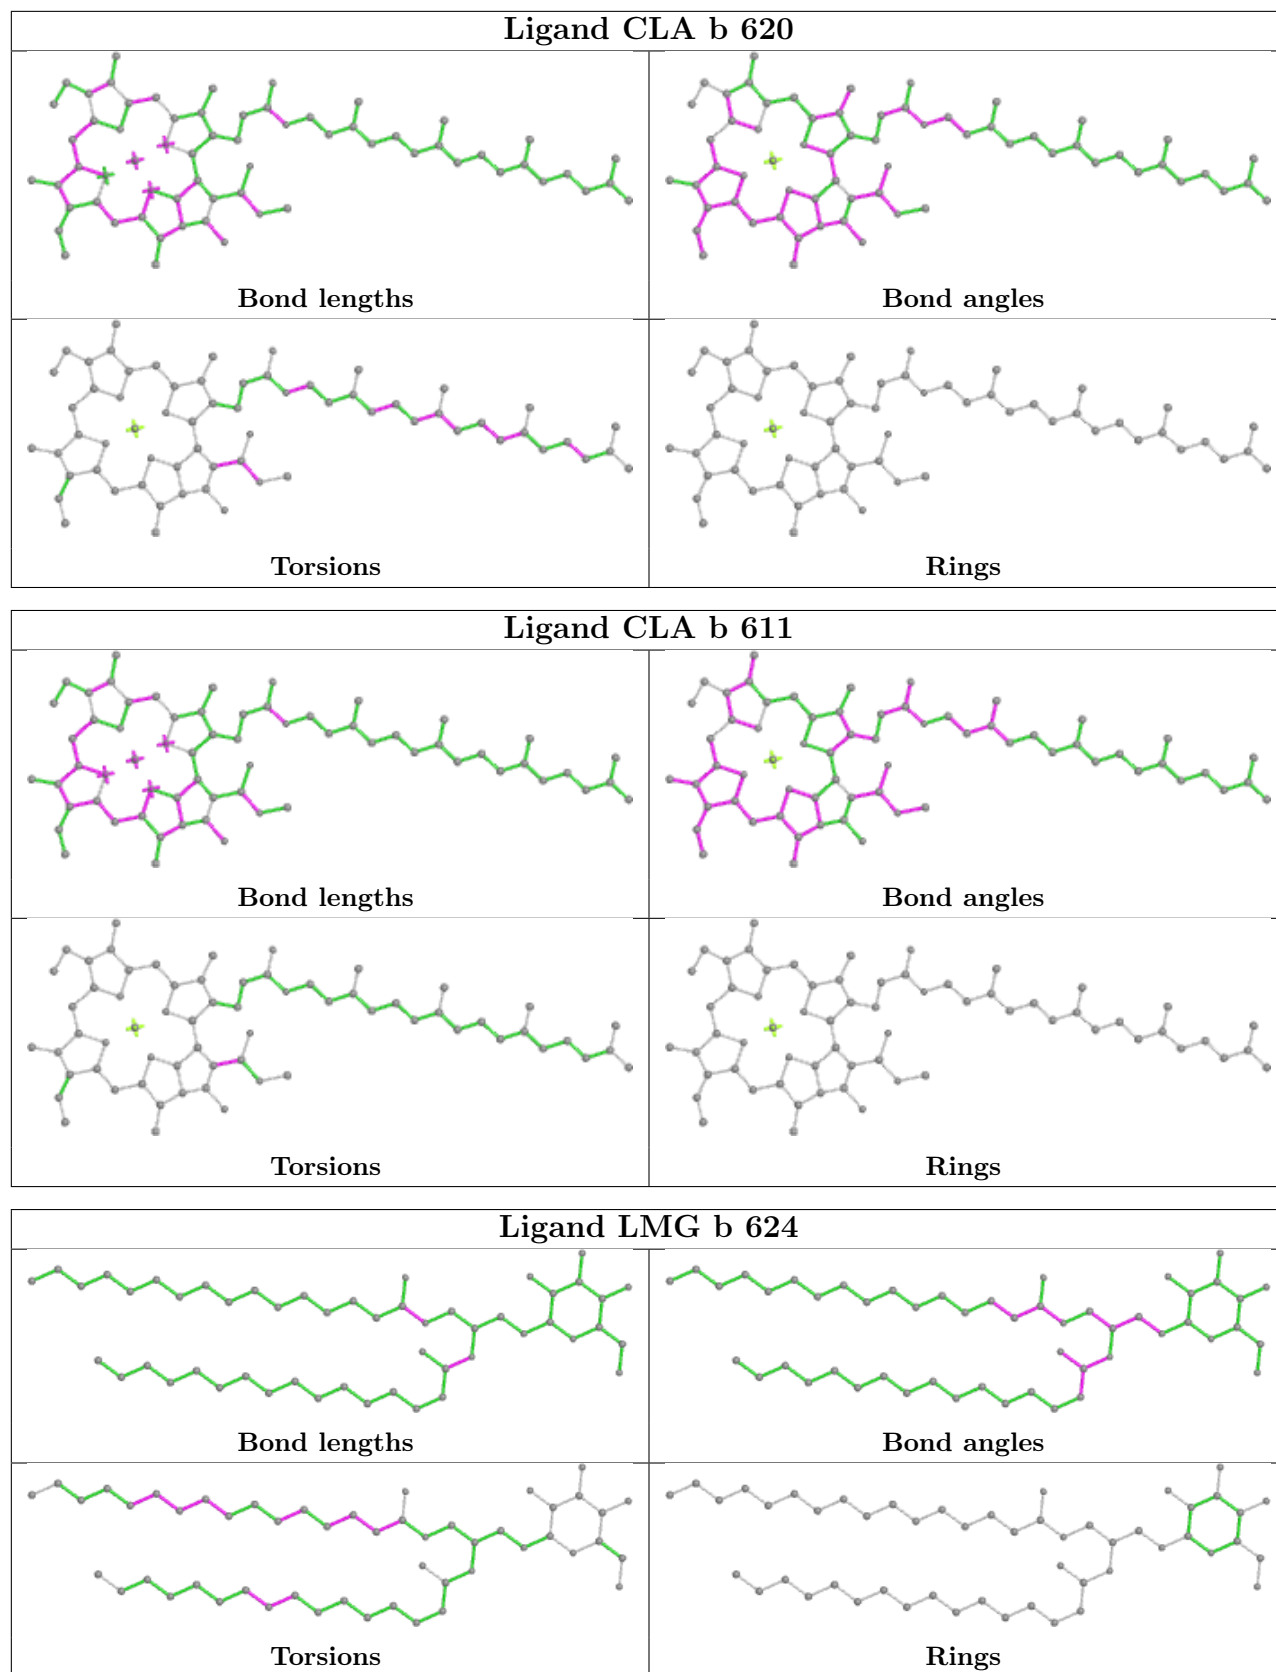 Ligand CLA b 620
Bond lengths
Bond angles
Torsions
Rings
Ligand CLA b 611
Bond lengths
Bond angles
Torsions
Rings
Ligand LMG b 624
Bond lengths
Bond angles
Torsions
Rings